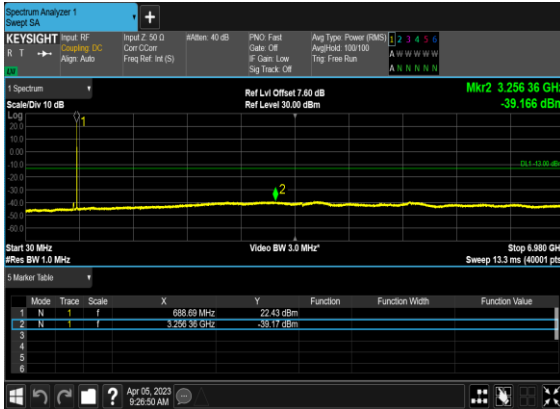 Spectrum Analyzer 1
Swept SA
KEYSIGHT Input: RF Input Z: 50 Ω #Atten: 40 dB PNO: Fast Avg Type: Power (RMS) 1 2 3 4 5 6
R T Coupling: DC Corr CCorr Gate: Off Avg|Hold: 100/100 A W W W W W
Align: Auto Freq Ref: Int (S) IF Gain: Low Trig: Free Run
Sig Track: Off A N N N N N
1 Spectrum Ref Lvl Offset 7.60 dB Mkr2 3.256 36 GHz
Scale/Div 10 dB Ref Level 30.00 dBm -39.166 dBm
Log
20.0 1
10.0
0.00
-10.0 DL1 -13.00 dBm
-20.0
-30.0 2
-40.0
-50.0
-60.0
Start 30 MHz Video BW 3.0 MHz* Stop 6.980 GH
#Res BW 1.0 MHz Sweep 13.3 ms (40001 pts
5 Marker Table
Mode Trace Scale X Y Function Function Width Function Value
1 N 1 f 688.69 MHz 22.43 dBm
2 N 1 f 3.256 36 GHz -39.17 dBm
3
4
5
6
? Apr 05, 2023
9:26:50 AM